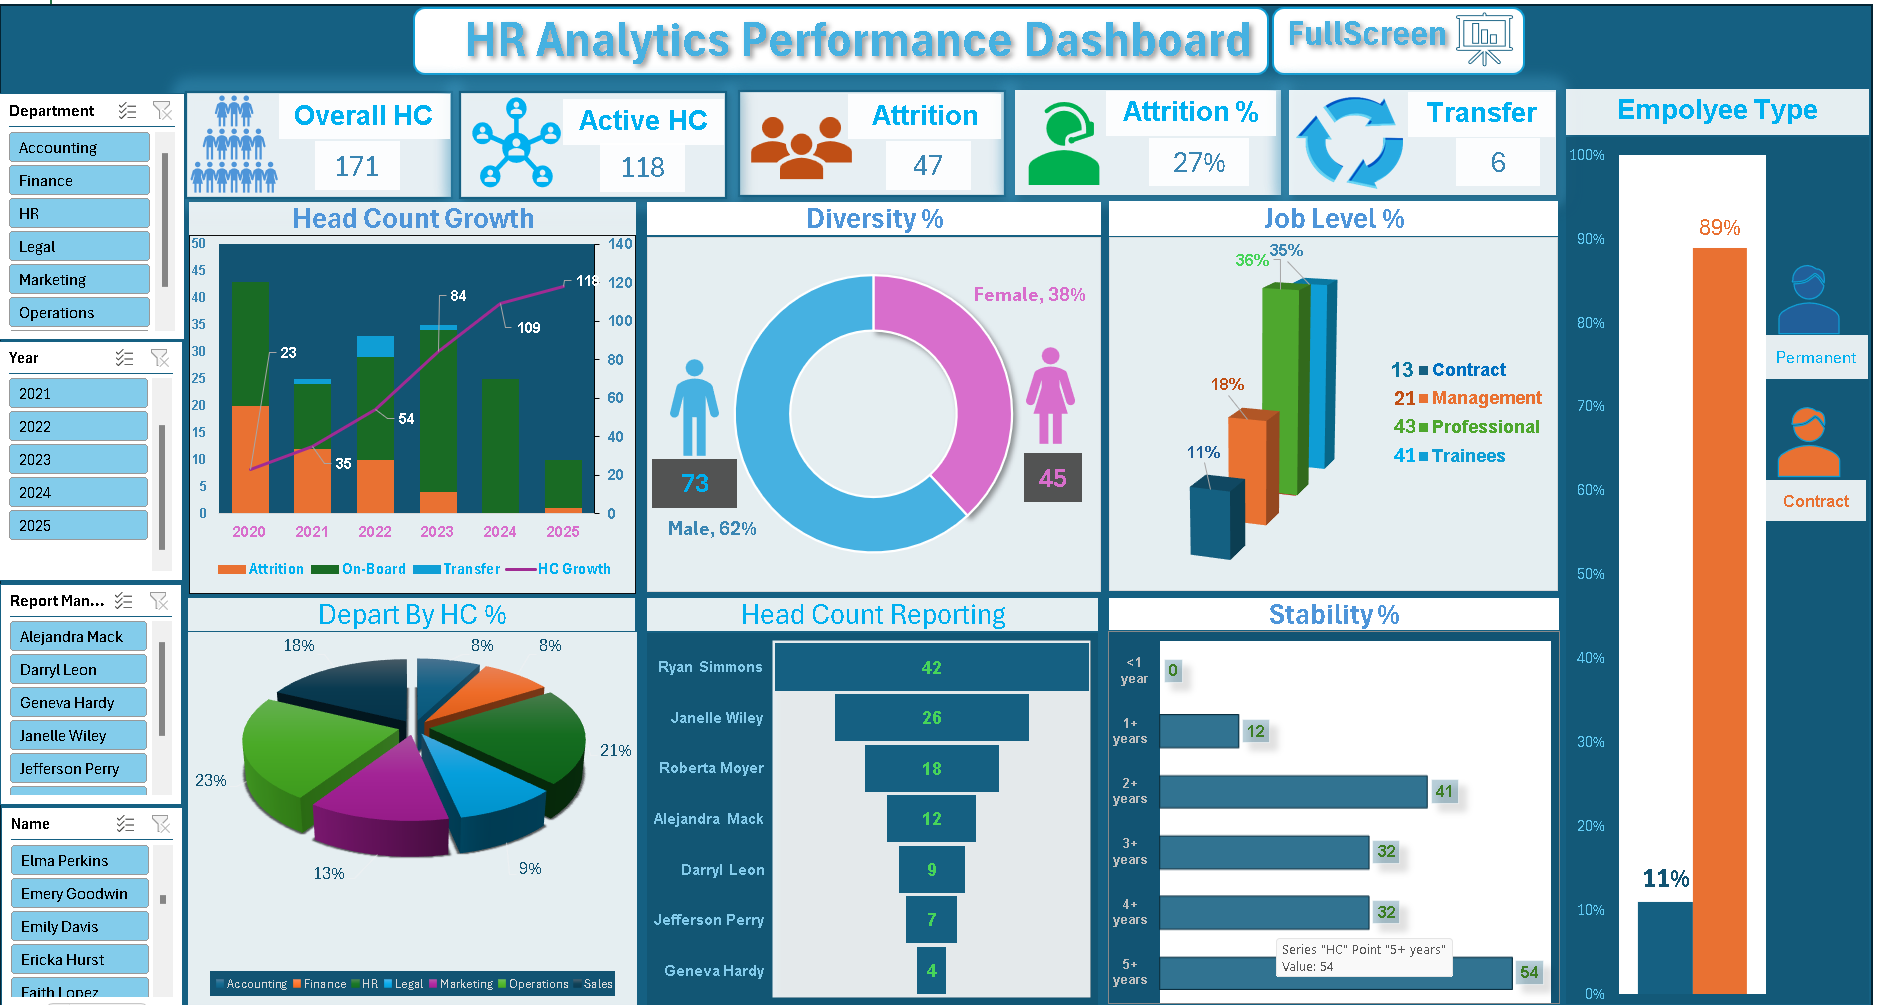 HR Analytics Performance Dashboard
FullScreen
Department
Accounting
Finance
HR
Legal
Marketing
Operations
Year
2021
2022
2023
2024
2025
Report Man...
Alejandra Mack
Darryl Leon
Geneva Hardy
Janelle Wiley
Jefferson Perry
Name
Elma Perkins
Emery Goodwin
Emily Davis
Ericka Hurst
Faith Lopez
Overall HC
171
Active HC
118
Attrition
47
Attrition %
27%
Transfer
6
Head Count Growth
50
45
40
35
30
25
20
15
10
5
0
140
120
100
80
60
40
20
0
23
35
54
84
109
118
2020 2021 2022 2023 2024 2025
Attrition On-Board Transfer HC Growth
Diversity %
Female, 38%
73
45
Male, 62%
Job Level %
11%
18%
36%
35%
13 Contract
21 Management
43 Professional
41 Trainees
Depart By HC %
18%
8%
8%
21%
23%
13%
9%
Accounting Finance HR Legal Marketing Operations Sales
Head Count Reporting
Ryan Simmons 42
Janelle Wiley 26
Roberta Moyer 18
Alejandra Mack 12
Darryl Leon 9
Jefferson Perry 7
Geneva Hardy 4
Stability %
<1
year
0
1+
years
12
2+
years
41
3+
years
32
4+
years
32
5+
years
54
Series "HC" Point "5+ years"
Value: 54
Empolyee Type
100%
90%
80%
70%
60%
50%
40%
30%
20%
10%
0%
89%
11%
Permanent
Contract